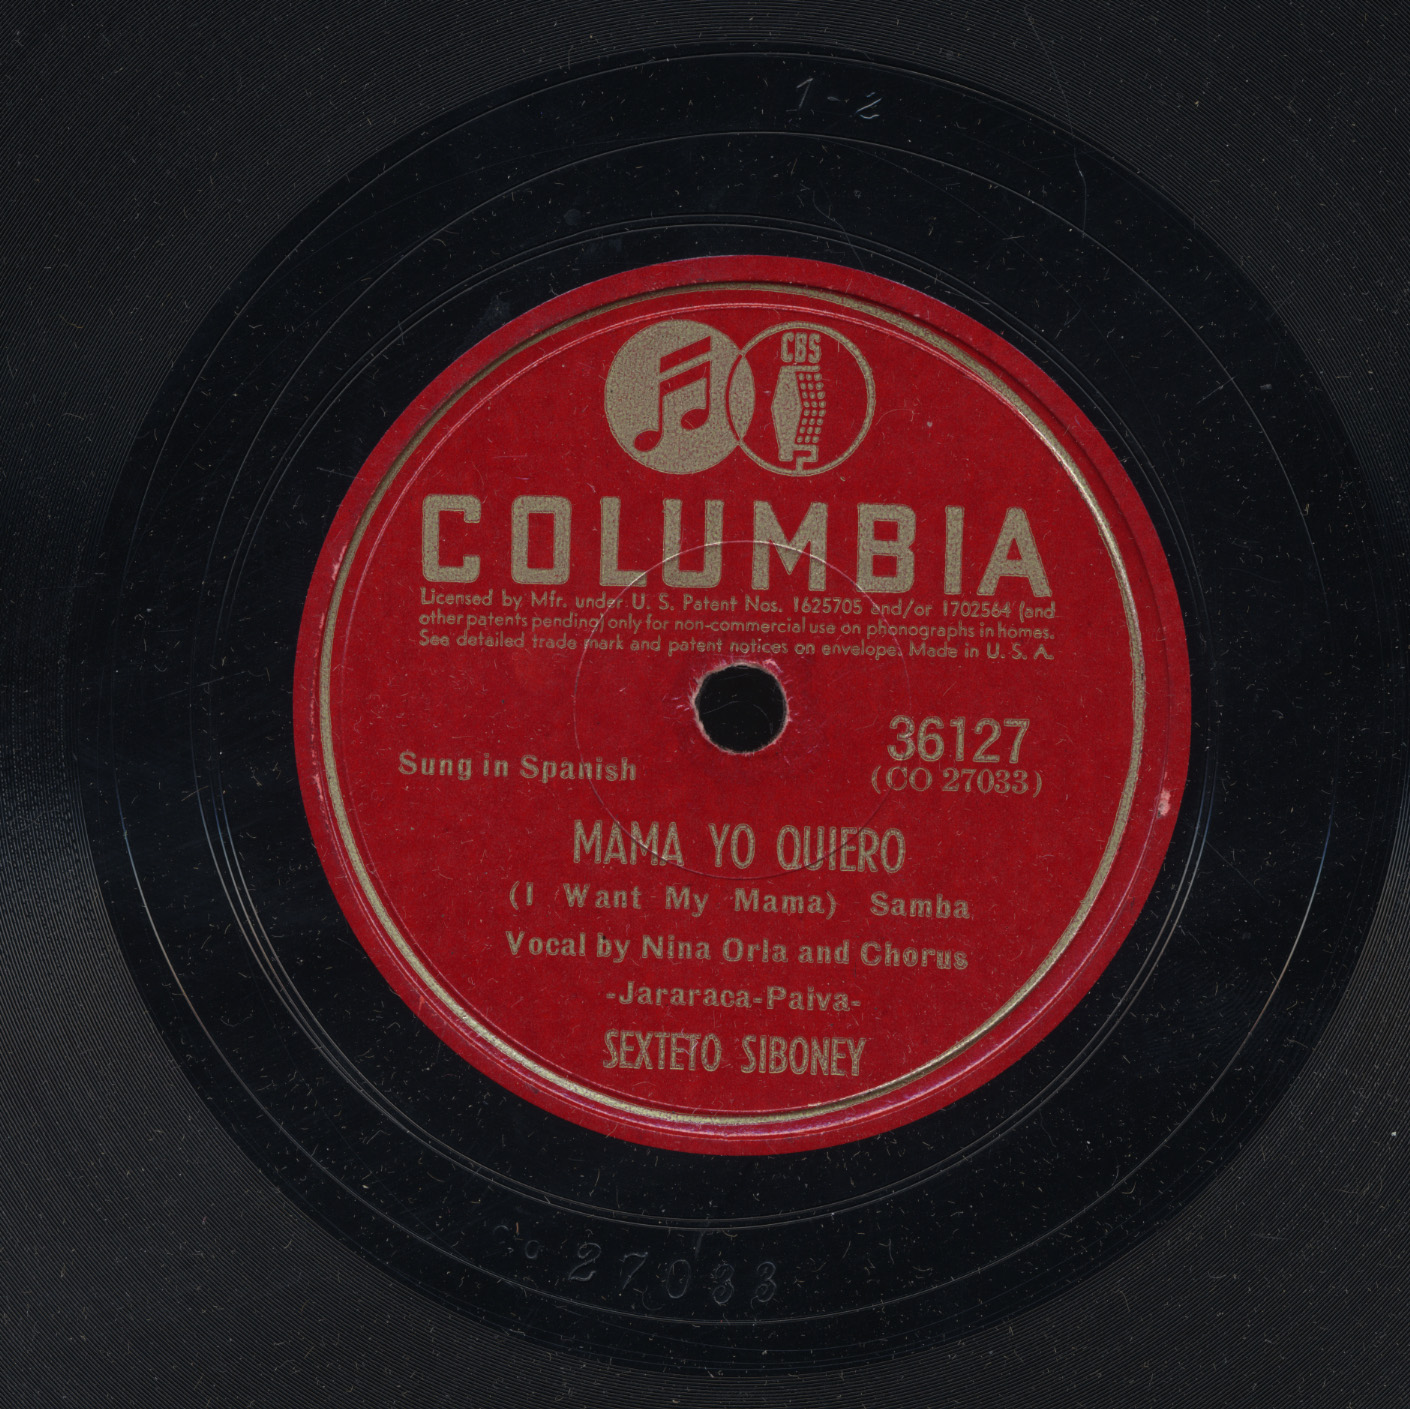 1-2
CBS
COLUMBIA
Licensed by Mfr. under U. S. Patent Nos. 1625705 and/or 1702564 (and
other patents pending) only for non-commercial use on phonographs in homes.
See detailed trade mark and patent notices on envelope. Made in U. S. A.
36127
(CO 27033)
Sung in Spanish
MAMA YO QUIERO
(I Want My Mama) Samba
Vocal by Nina Orla and Chorus
-Jararaca-Paiva-
SEXTETO SIBONEY
Co 27033